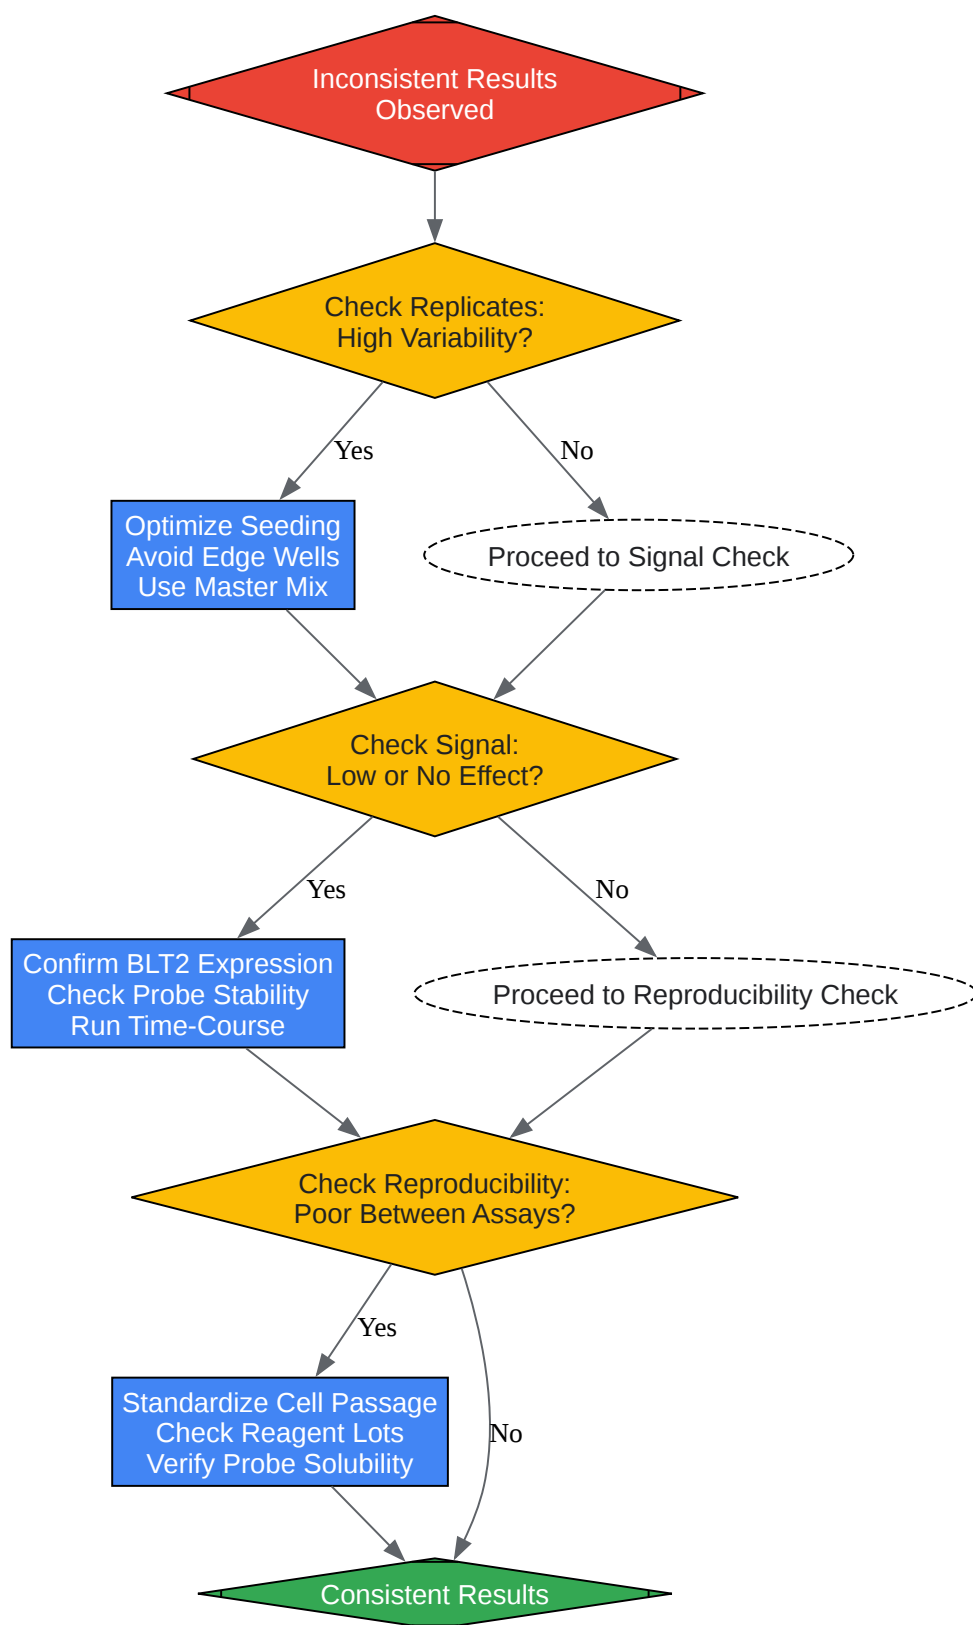 Inconsistent Results
Observed
Check Replicates:
High Variability?
Yes
No
Optimize Seeding
Avoid Edge Wells
Use Master Mix
Proceed to Signal Check
Check Signal:
Low or No Effect?
Yes
No
Confirm BLT2 Expression
Check Probe Stability
Run Time-Course
Proceed to Reproducibility Check
Check Reproducibility:
Poor Between Assays?
Yes
Standardize Cell Passage
Check Reagent Lots
Verify Probe Solubility
No
Consistent Results